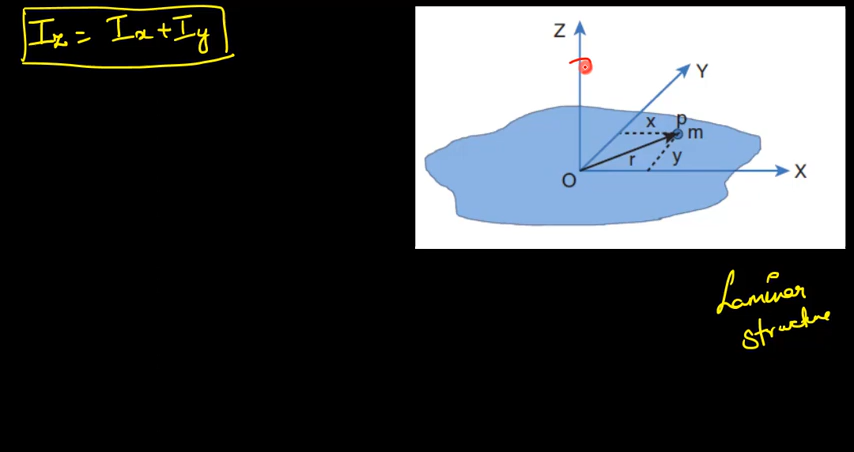 Iz = Ix + Iy
Z
Y
x
p
m
r
y
O
X
Laminar
structure